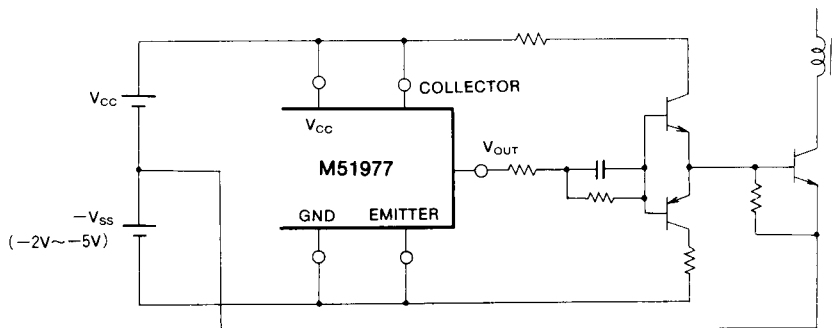 COLLECTOR
VCC
VCC
M51977
VOUT
GND
EMITTER
−VSS
(−2V∼−5V)